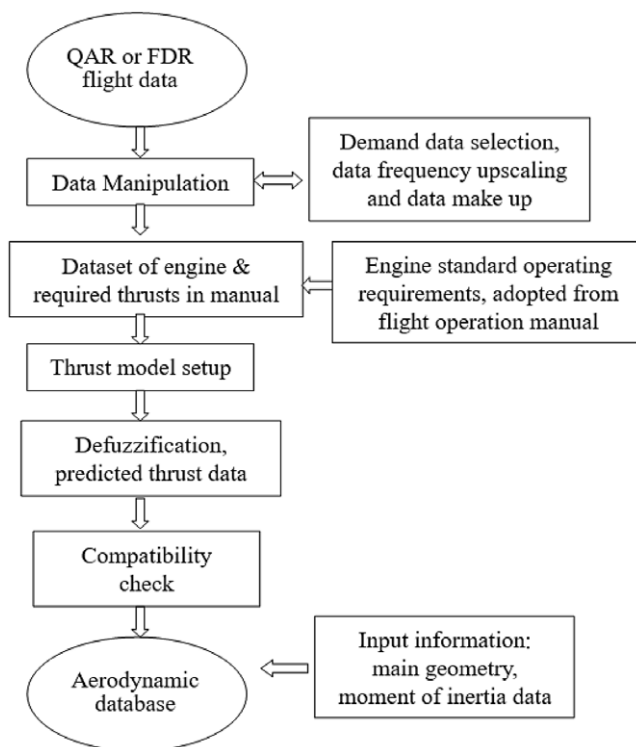 QAR or FDR
flight data
Data Manipulation
Demand data selection,
data frequency upscaling
and data make up
Dataset of engine &
required thrusts in manual
Engine standard operating
requirements, adopted from
flight operation manual
Thrust model setup
Defuzzification,
predicted thrust data
Compatibility
check
Aerodynamic
database
Input information:
main geometry,
moment of inertia data